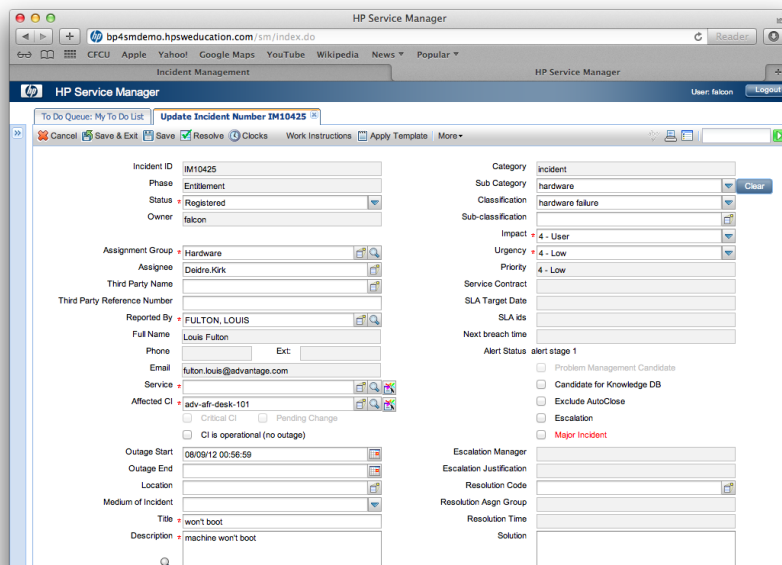 HP Service Manager
bp4smdemo.hpsweducation.com/sm/index.do
Reader
CFCU Apple Yahoo! Google Maps YouTube Wikipedia News Popular
Incident Management HP Service Manager
hp HP Service Manager User: falcon Logout
To Do Queue: My To Do List Update Incident Number IM10425
Cancel Save & Exit Save Resolve Clocks Work Instructions Apply Template More
Incident ID IM10425
Phase Entitlement
Status * Registered
Owner falcon
Assignment Group * Hardware
Assignee Deidre.Kirk
Third Party Name
Third Party Reference Number
Reported By * FULTON, LOUIS
Full Name Louis Fulton
Phone Ext:
Email fulton.louis@advantage.com
Service *
Affected CI * adv-afr-desk-101
Critical CI Pending Change
CI is operational (no outage)
Outage Start 08/09/12 00:56:59
Outage End
Location
Medium of Incident
Title * won't boot
Description * machine won't boot
Category incident
Sub Category hardware Clear
Classification hardware failure
Sub-classification
Impact * 4 - User
Urgency * 4 - Low
Priority 4 - Low
Service Contract
SLA Target Date
SLA ids
Next breach time
Alert Status alert stage 1
Problem Management Candidate
Candidate for Knowledge DB
Exclude AutoClose
Escalation
Major Incident
Escalation Manager
Escalation Justification
Resolution Code
Resolution Asgn Group
Resolution Time
Solution